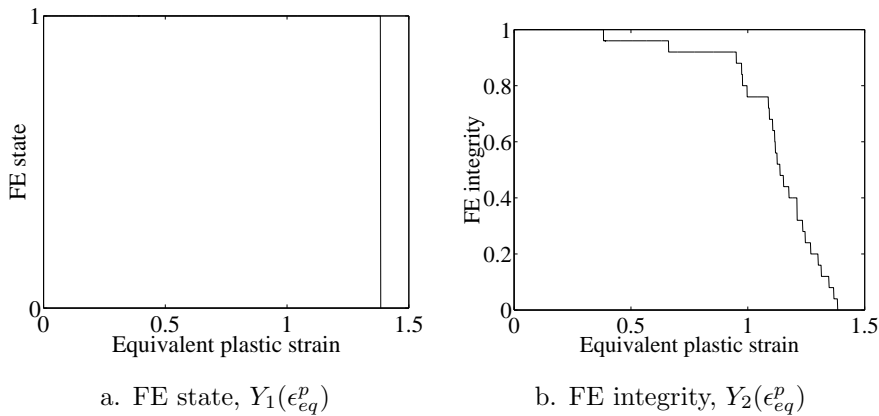 1
FE state
0
0 0.5 1 1.5
Equivalent plastic strain
a. FE state, Y₁(ϵᵖₑq)
1
0.8
0.6
0.4
0.2
0
FE integrity
0 0.5 1 1.5
Equivalent plastic strain
b. FE integrity, Y₂(ϵᵖₑq)